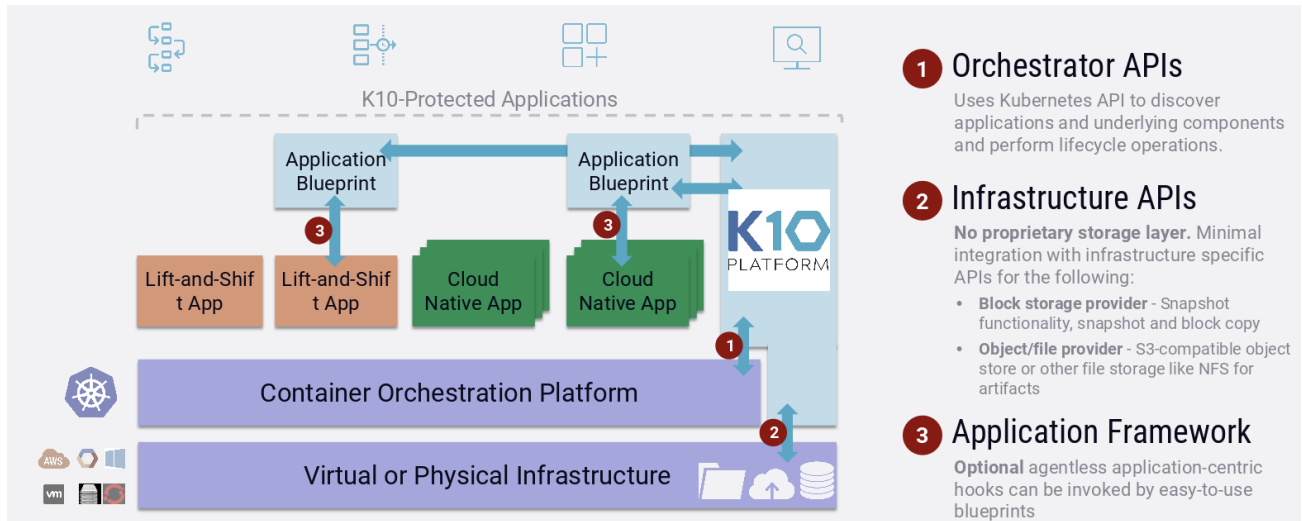 K10-Protected Applications
Application
Blueprint
Application
Blueprint
3
3
K10
PLATFORM
Lift-and-Shif
t App
Lift-and-Shif
t App
Cloud
Native App
Cloud
Native App
1
Container Orchestration Platform
2
AWS
vm
Virtual or Physical Infrastructure
1 Orchestrator APIs
Uses Kubernetes API to discover
applications and underlying components
and perform lifecycle operations.
2 Infrastructure APIs
No proprietary storage layer. Minimal
integration with infrastructure specific
APIs for the following:
• Block storage provider - Snapshot
functionality, snapshot and block copy
• Object/file provider - S3-compatible object
store or other file storage like NFS for
artifacts
3 Application Framework
Optional agentless application-centric
hooks can be invoked by easy-to-use
blueprints